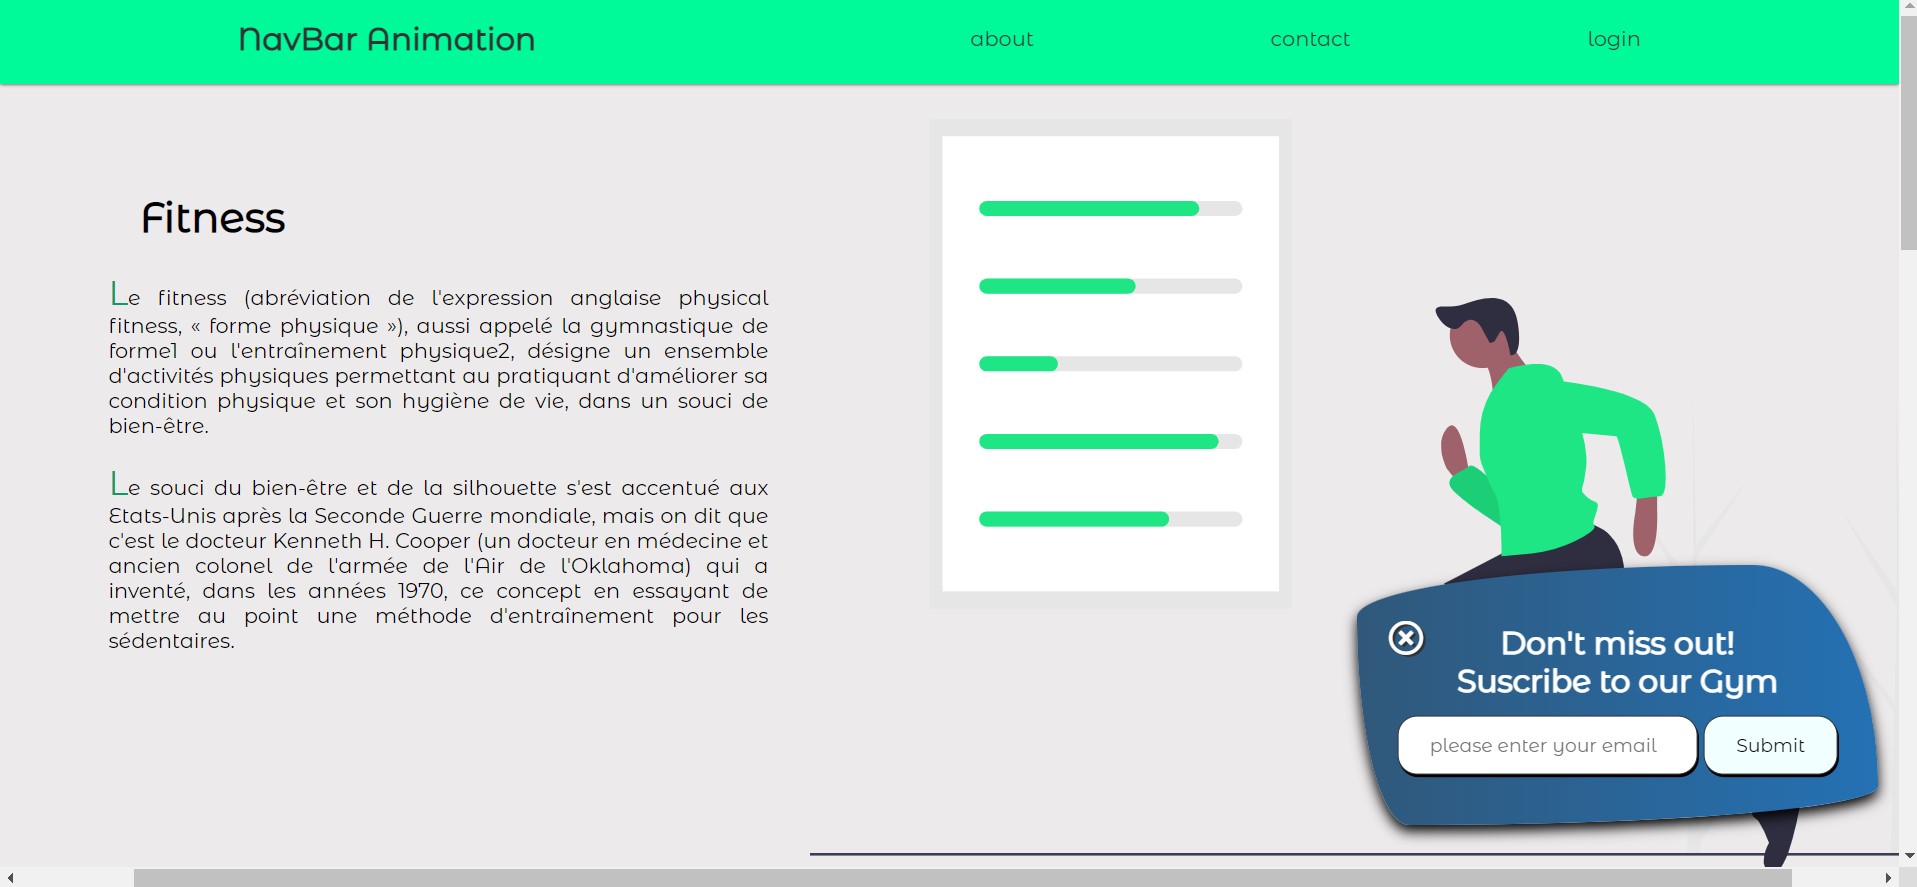 NavBar Animation
about
contact
login
Fitness
Le fitness (abréviation de l'expression anglaise physical
fitness, « forme physique »), aussi appelé la gymnastique de
forme1 ou l'entraînement physique2, désigne un ensemble
d'activités physiques permettant au pratiquant d'améliorer sa
condition physique et son hygiène de vie, dans un souci de
bien-être.
Le souci du bien-être et de la silhouette s'est accentué aux
Etats-Unis après la Seconde Guerre mondiale, mais on dit que
c'est le docteur Kenneth H. Cooper (un docteur en médecine et
ancien colonel de l'armée de l'Air de l'Oklahoma) qui a
inventé, dans les années 1970, ce concept en essayant de
mettre au point une méthode d'entraînement pour les
sédentaires.
Don't miss out!
Suscribe to our Gym
please enter your email
Submit